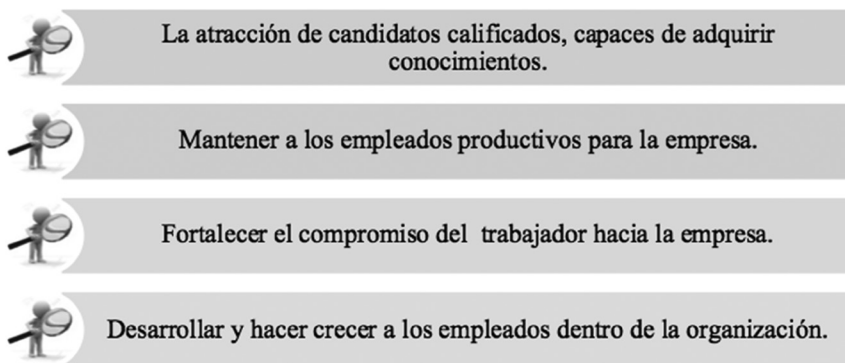 La atracción de candidatos calificados, capaces de adquirir
conocimientos.
Mantener a los empleados productivos para la empresa.
Fortalecer el compromiso del trabajador hacia la empresa.
Desarrollar y hacer crecer a los empleados dentro de la organización.